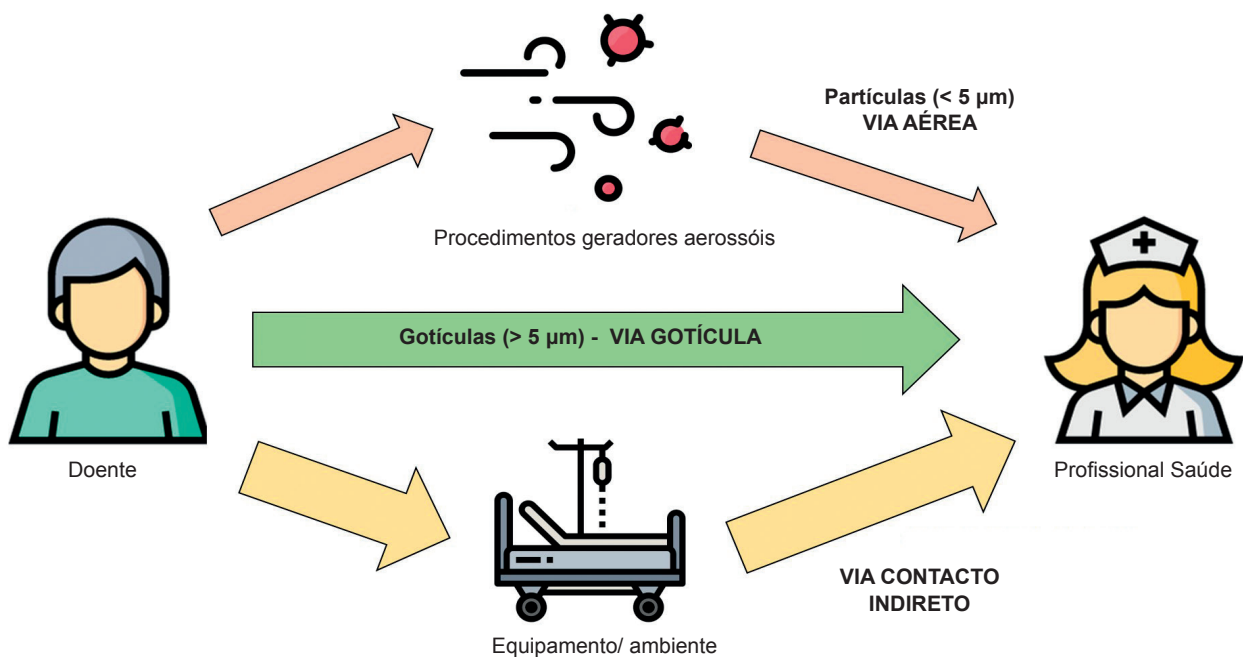 Partículas (< 5 µm)
VIA AÉREA
Procedimentos geradores aerossóis
Gotículas (> 5 µm) - VIA GOTÍCULA
Doente
Profissional Saúde
VIA CONTACTO
INDIRETO
Equipamento/ ambiente